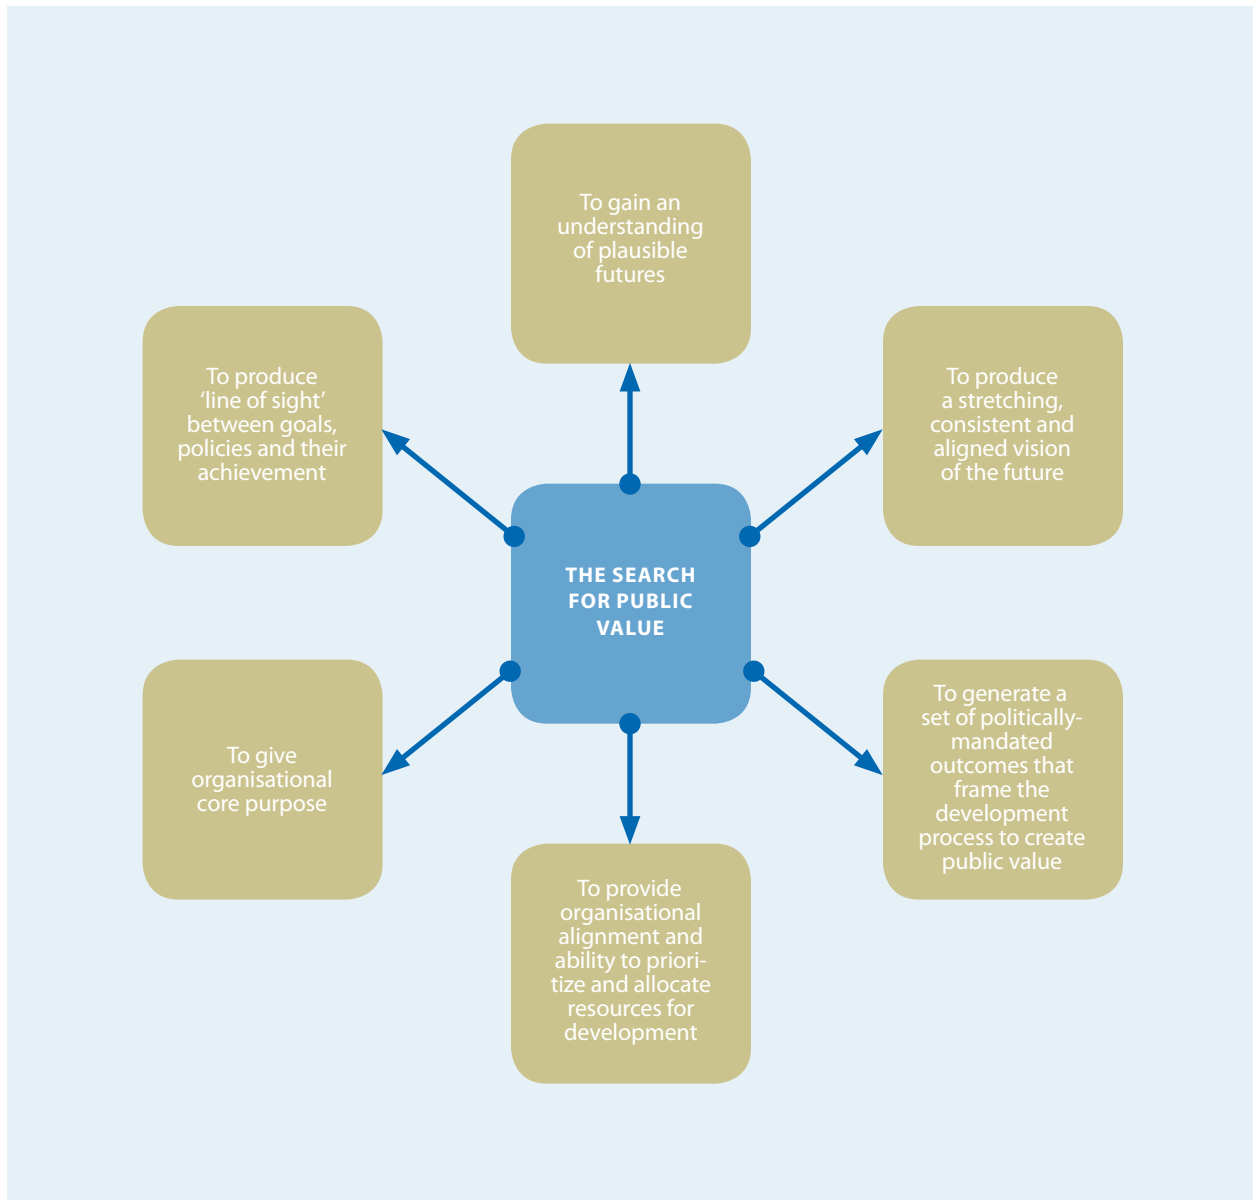 To gain an
understanding
of plausible
futures
To produce
‘line of sight’
between goals,
policies and their
achievement
To produce
a stretching,
consistent and
aligned vision
of the future
THE SEARCH
FOR PUBLIC
VALUE
To give
organisational
core purpose
To generate a
set of politically-
mandated
outcomes that
frame the
development
process to create
public value
To provide
organisational
alignment and
ability to priori-
tize and allocate
resources for
development